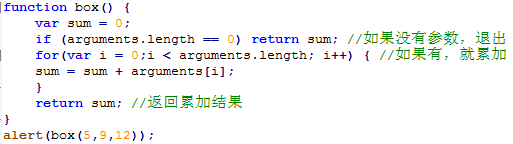 function box() {
var sum = 0;
if (arguments.length == 0) return sum; //如果没有参数，退出
for(var i = 0;i < arguments.length; i++) { //如果有，就累加
sum = sum + arguments[i];
}
return sum; //返回累加结果
}
alert(box(5,9,12));